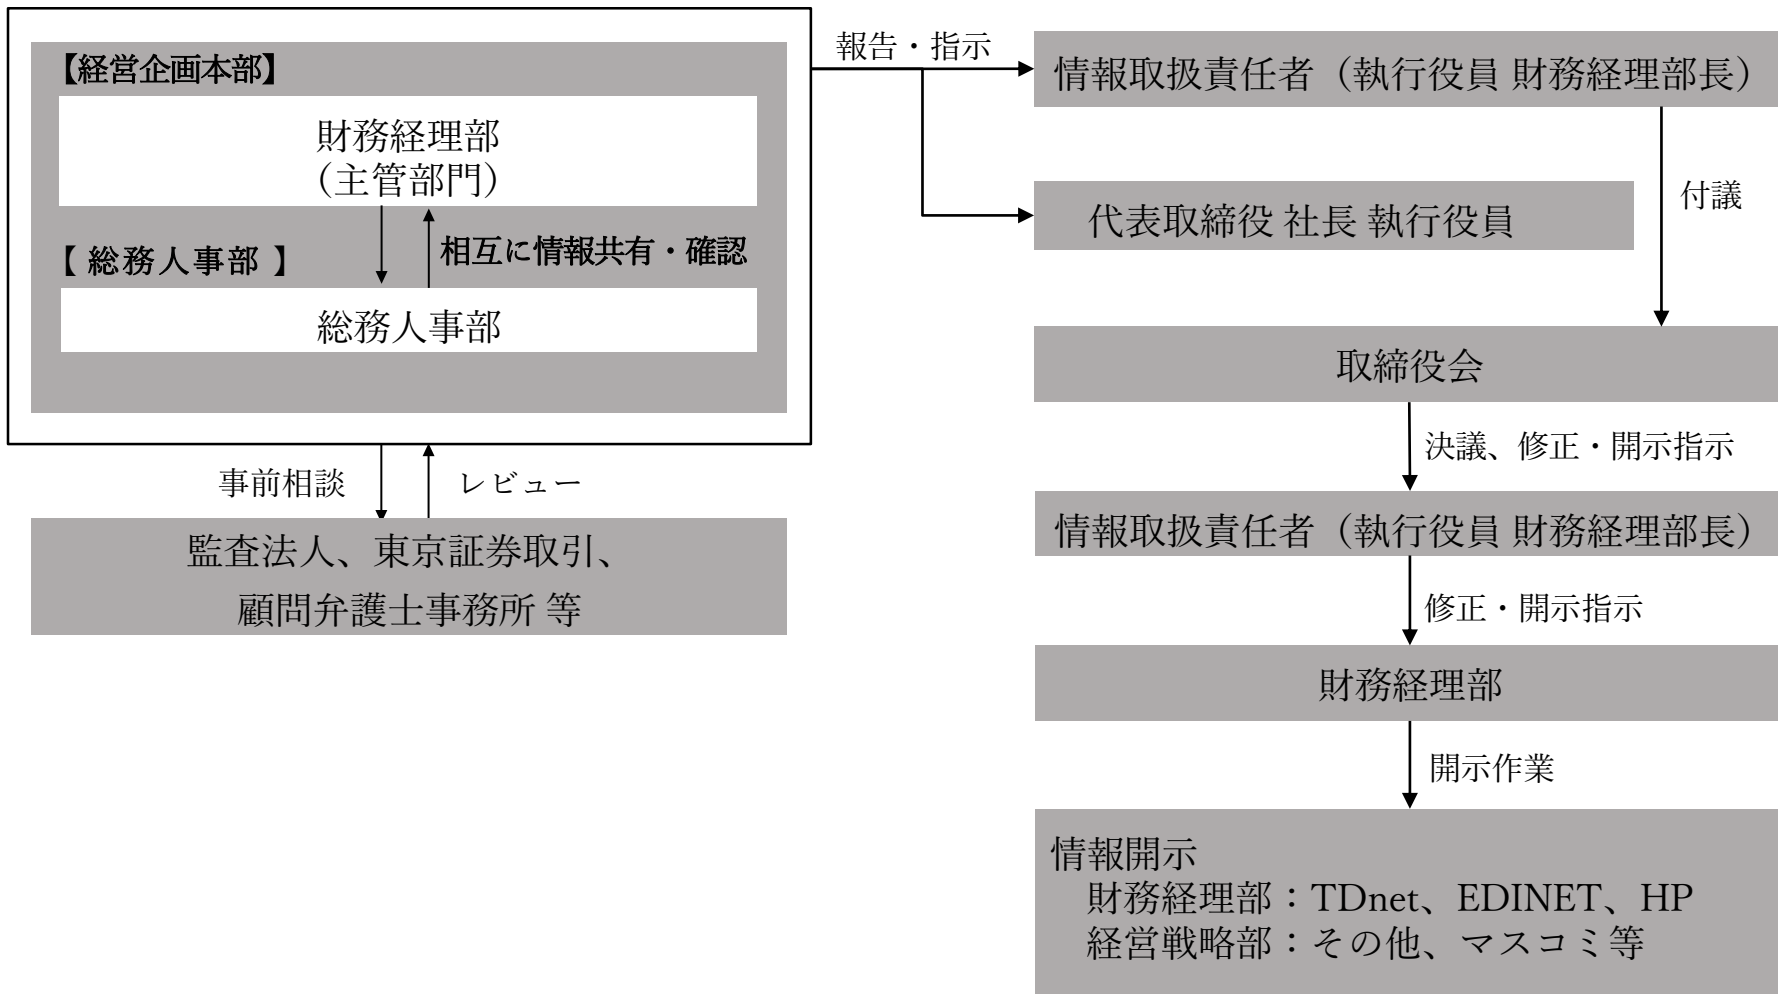 【経営企画本部】
財務経理部
（主管部門）
相互に情報共有・確認
【 総務人事部 】
総務人事部
事前相談
レビュー
監査法人、東京証券取引、
顧問弁護士事務所 等
報告・指示
情報取扱責任者（執行役員 財務経理部長）
代表取締役 社長 執行役員
付議
取締役会
決議、修正・開示指示
情報取扱責任者（執行役員 財務経理部長）
修正・開示指示
財務経理部
開示作業
情報開示
財務経理部：TDnet、EDINET、HP
経営戦略部：その他、マスコミ等